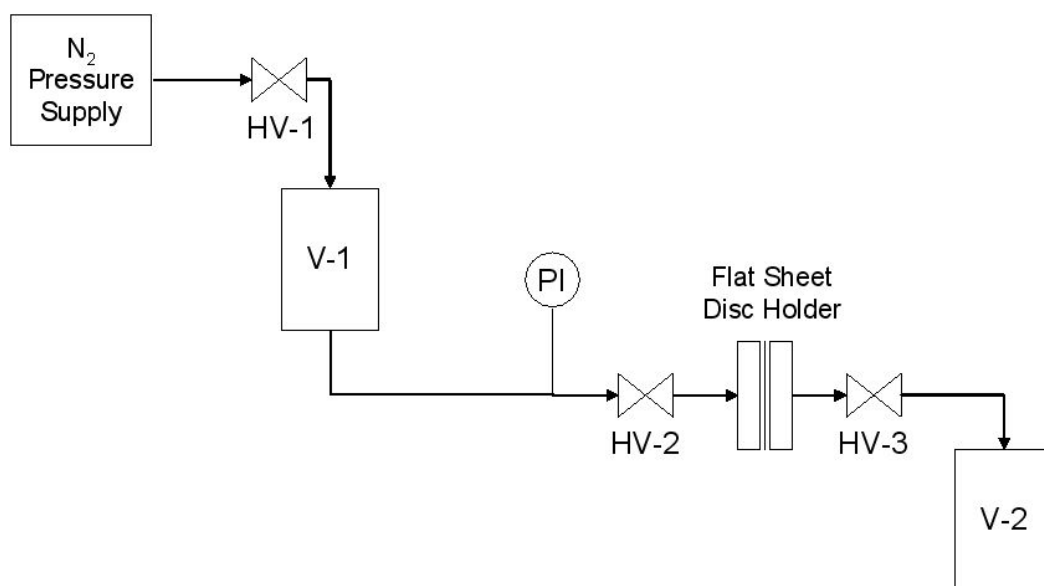 N₂
Pressure
Supply
HV-1
V-1
PI
Flat Sheet
Disc Holder
HV-2
HV-3
V-2